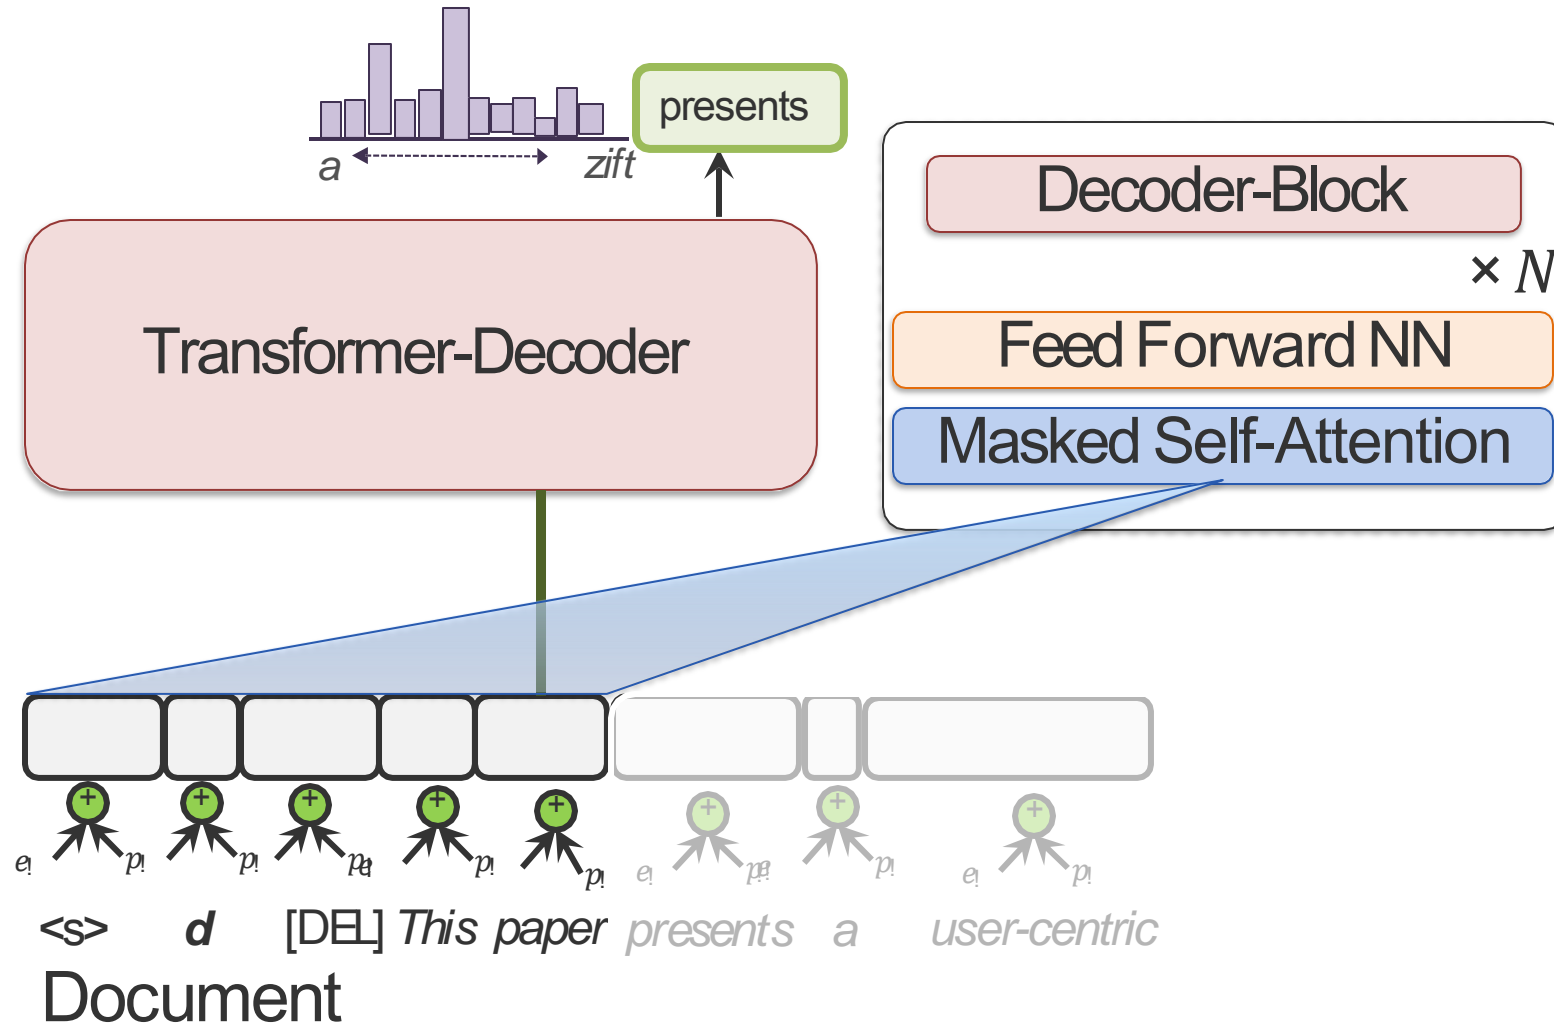 presents
a zift
Decoder-Block
× N
Transformer-Decoder
Feed Forward NN
Masked Self-Attention
+ + + + + + + +
e! p! p! p! p! p! e! p! p! e! p!
<s> d [DEL] This paper presents a user-centric
Document